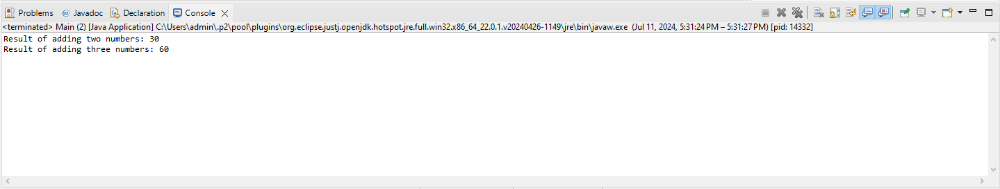 Problems @ Javadoc Declaration Console
<terminated> Main (2) [Java Application] C:\Users\admin\.p2\pool\plugins\org.eclipse.justj.openjdk.hotspot.jre.full.win32.x86_64_22.0.1.v20240426-1149\jre\bin\javaw.exe (Jul 11, 2024, 5:31:24 PM – 5:31:27 PM) [pid: 14332]
Result of adding two numbers: 30
Result of adding three numbers: 60